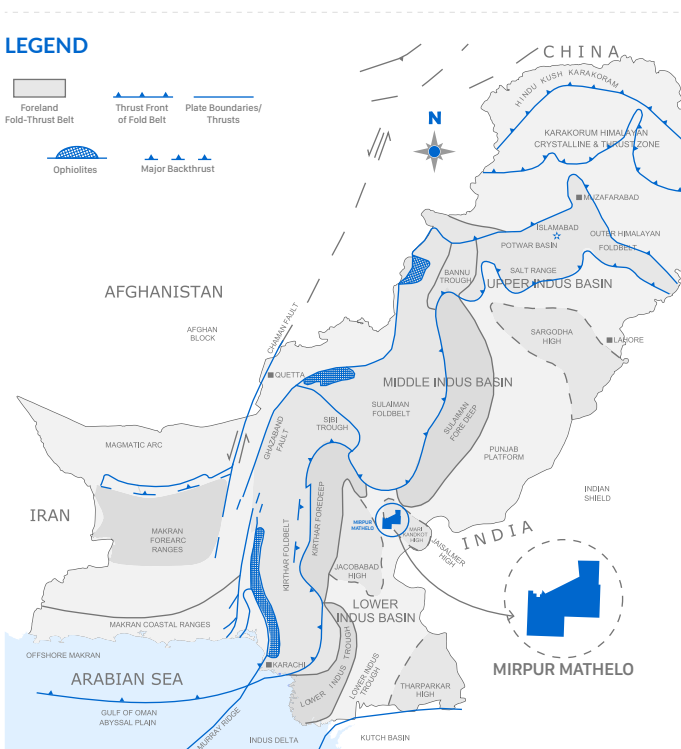 LEGEND
Foreland
Fold-Thrust Belt
Thrust Front
of Fold Belt
Plate Boundaries/
Thrusts
Ophiolites
Major Backthrust
N
CHINA
HINDU KUSH KARAKORAM
KARAKORUM HIMALAYAN
CRYSTALLINE & THRUST ZONE
MUZAFARABAD
ISLAMABAD
OUTER HIMALAYAN
FOLDBELT
POTWAR BASIN
BANNU
TROUGH
SALT RANGE
UPPER INDUS BASIN
AFGHANISTAN
AFGHAN
BLOCK
CHAMAN FAULT
SARGODHA
HIGH
LAHORE
QUETTA
MIDDLE INDUS BASIN
SULAIMAN
FOLDBELT
SULAIMAN
FORE DEEP
SIBI
TROUGH
GHAZABAND
FAULT
PUNJAB
PLATFORM
MAGMATIC ARC
INDIAN
SHIELD
IRAN
MAKRAN
FOREARC
RANGES
KIRTHAR FOLDBELT
KIRTHAR FOREDEEP
MIRPUR
MATHELO
MARI
KANDKOT
HIGH
INDIA
JAISALMER
HIGH
JACOBABAD
HIGH
LOWER
INDUS BASIN
MAKRAN COASTAL RANGES
OFFSHORE MAKRAN
KARACHI
ARABIAN SEA
LOWER INDUS TROUGH
LOWER INDUS
TROUGH
THARPARKAR
HIGH
MIRPUR MATHELO
GULF OF OMAN
ABYSSAL PLAIN
MURRAY RIDGE
INDUS DELTA
KUTCH BASIN